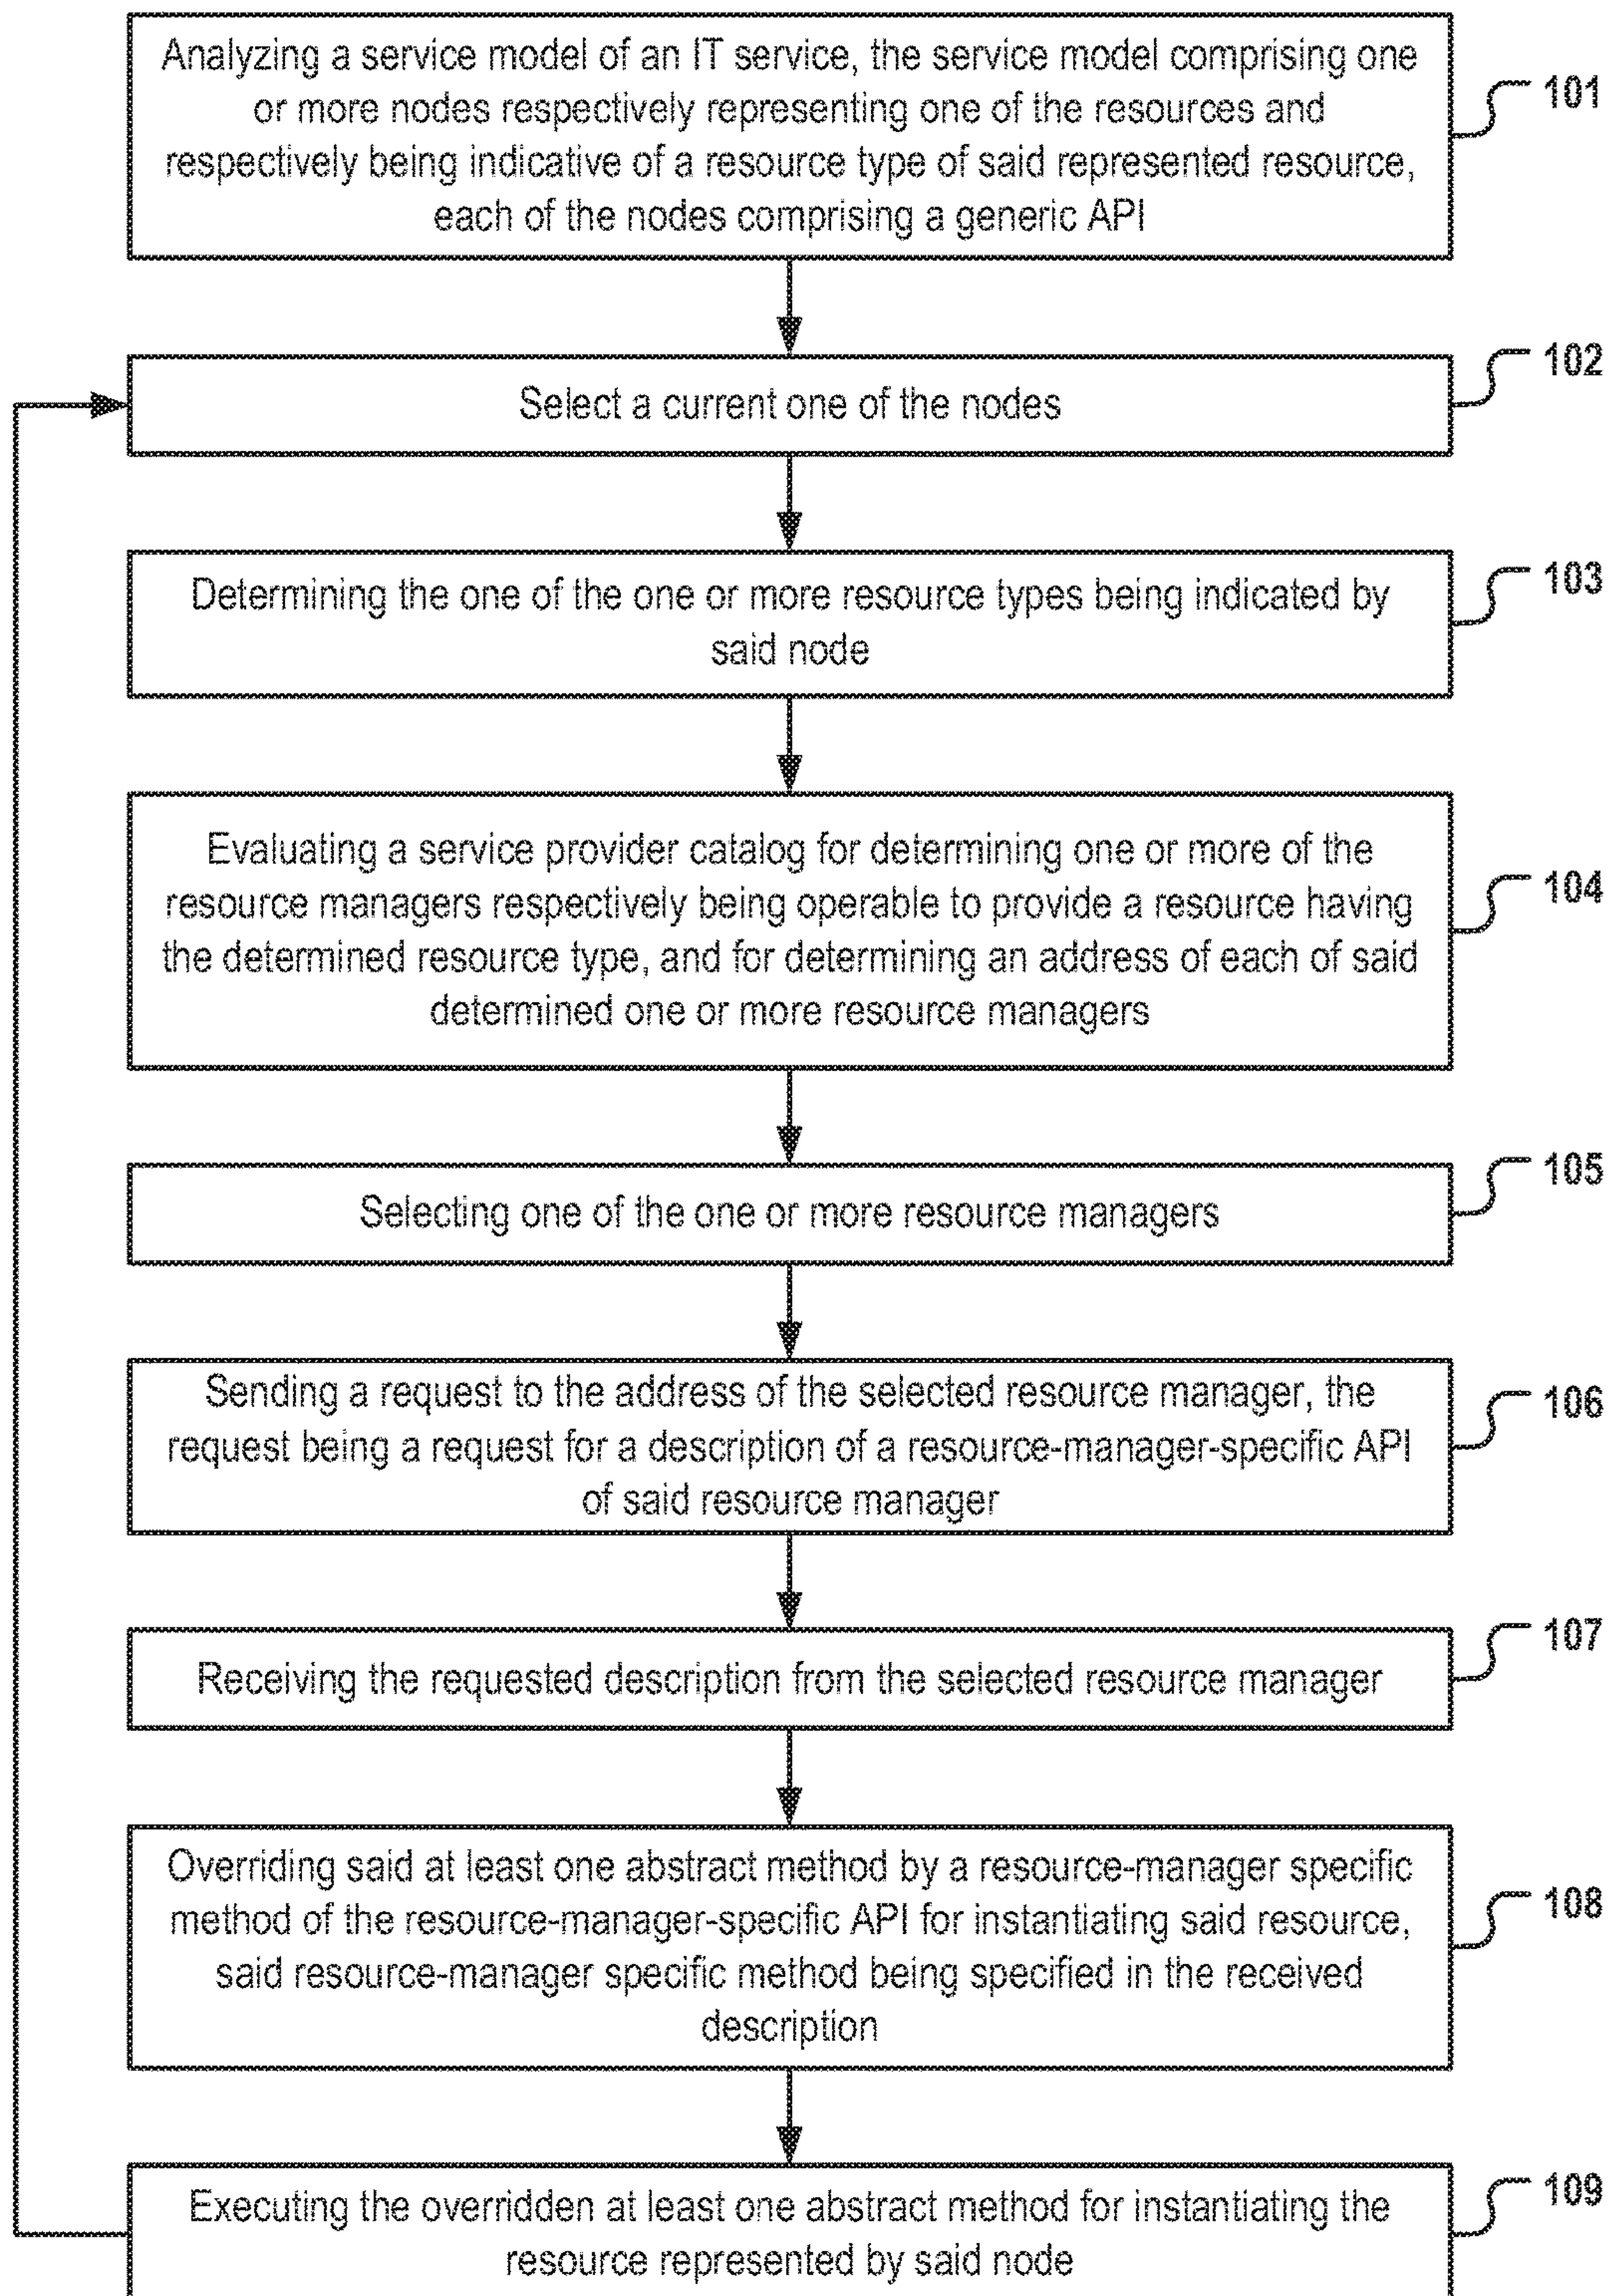 Analyzing a service model of an IT service, the service model comprising one
or more nodes respectively representing one of the resources and
respectively being indicative of a resource type of said represented resource,
each of the nodes comprising a generic API
101
Select a current one of the nodes
102
Determining the one of the one or more resource types being indicated by
said node
103
Evaluating a service provider catalog for determining one or more of the
resource managers respectively being operable to provide a resource having
the determined resource type, and for determining an address of each of said
determined one or more resource managers
104
Selecting one of the one or more resource managers
105
Sending a request to the address of the selected resource manager, the
request being a request for a description of a resource-manager-specific API
of said resource manager
106
Receiving the requested description from the selected resource manager
107
Overriding said at least one abstract method by a resource-manager specific
method of the resource-manager-specific API for instantiating said resource,
said resource-manager specific method being specified in the received
description
108
Executing the overridden at least one abstract method for instantiating the
resource represented by said node
109